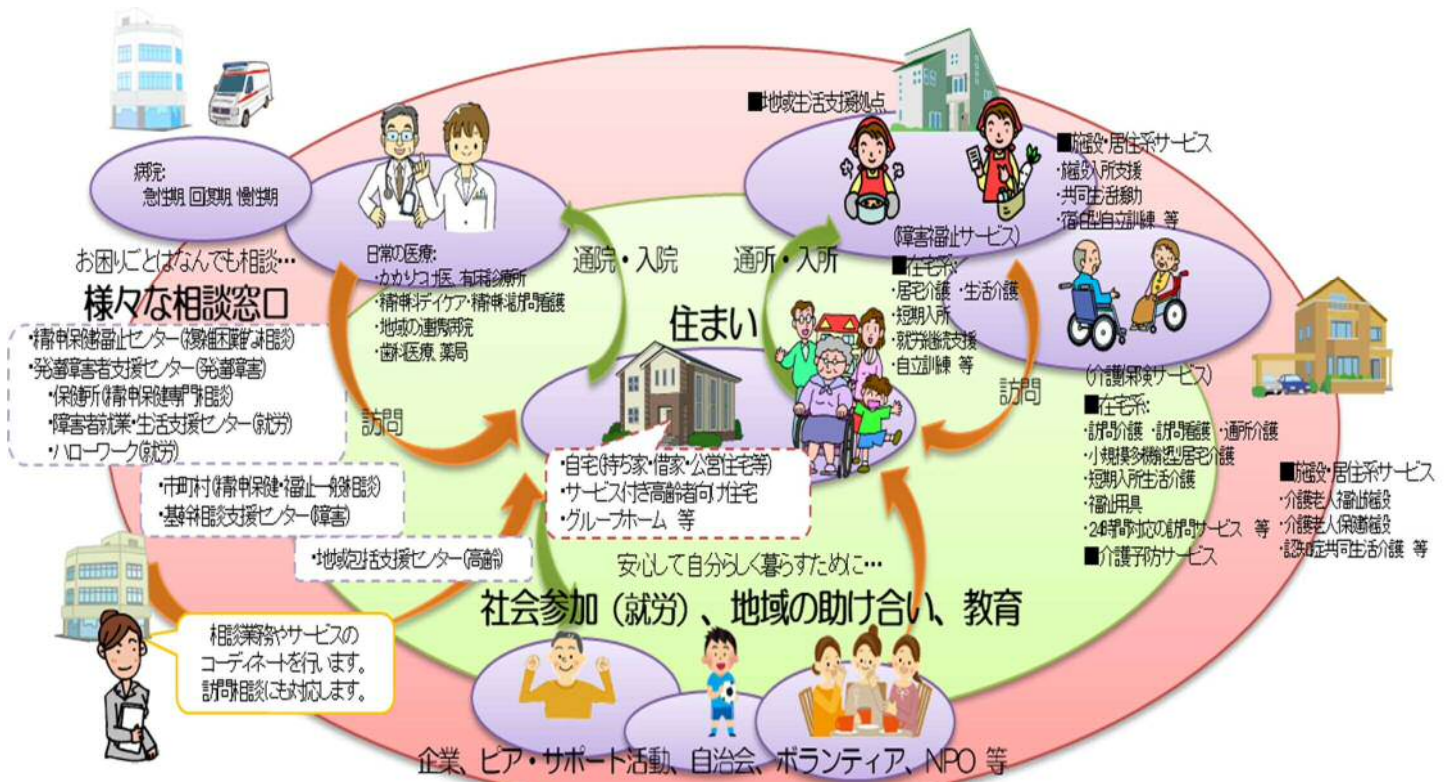 病院:
急性期、回復期、慢性期
お困りごとはなんでも相談…
様々な相談窓口
・精神保健福祉センター(複雑困難な相談)
・発達障害者支援センター(発達障害)
・保健所(精神保健専門相談)
・障害者就業・生活支援センター(就労)
・ハローワーク(就労)
・市町村(精神保健・福祉一般相談)
・基幹相談支援センター(障害)
・地域包括支援センター(高齢)
相談業務やサービスの
コーディネートを行います。
訪問相談にも対応します。
日常の医療:
・かかりつけ医、有床診療所
・精神科デイケア・精神科訪問看護
・地域の連携病院
・歯科医療、薬局
通院・入院
訪問
住まい
・自宅(持ち家・借家・公営住宅等)
・サービス付き高齢者向け住宅
・グループホーム 等
通所・入所
■地域生活支援拠点
■施設・居住系サービス
・施設入所支援
・共同生活援助
・宿泊型自立訓練 等
(障害福祉サービス)
■在宅系:
・居宅介護 ・生活介護
・短期入所
・就労継続支援
・自立訓練 等
訪問
(介護保険サービス)
■在宅系:
・訪問介護 ・訪問看護 ・通所介護
・小規模多機能型居宅介護
・短期入所生活介護
・福祉用具
・24時間対応の訪問サービス 等
■介護予防サービス
■施設・居住系サービス
・介護老人福祉施設
・介護老人保健施設
・認知症共同生活介護 等
安心して自分らしく暮らすために…
社会参加(就労)、地域の助け合い、教育
企業、ピア・サポート活動、自治会、ボランティア、NPO 等